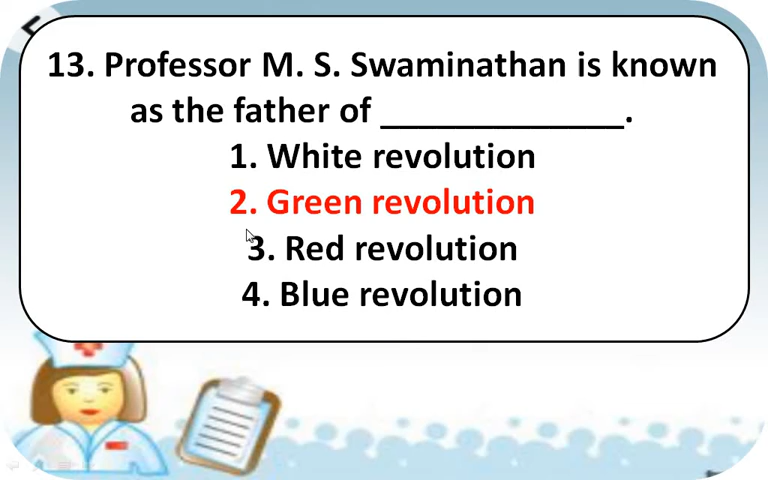 13. Professor M. S. Swaminathan is known
as the father of _____________.
1. White revolution
2. Green revolution
3. Red revolution
4. Blue revolution